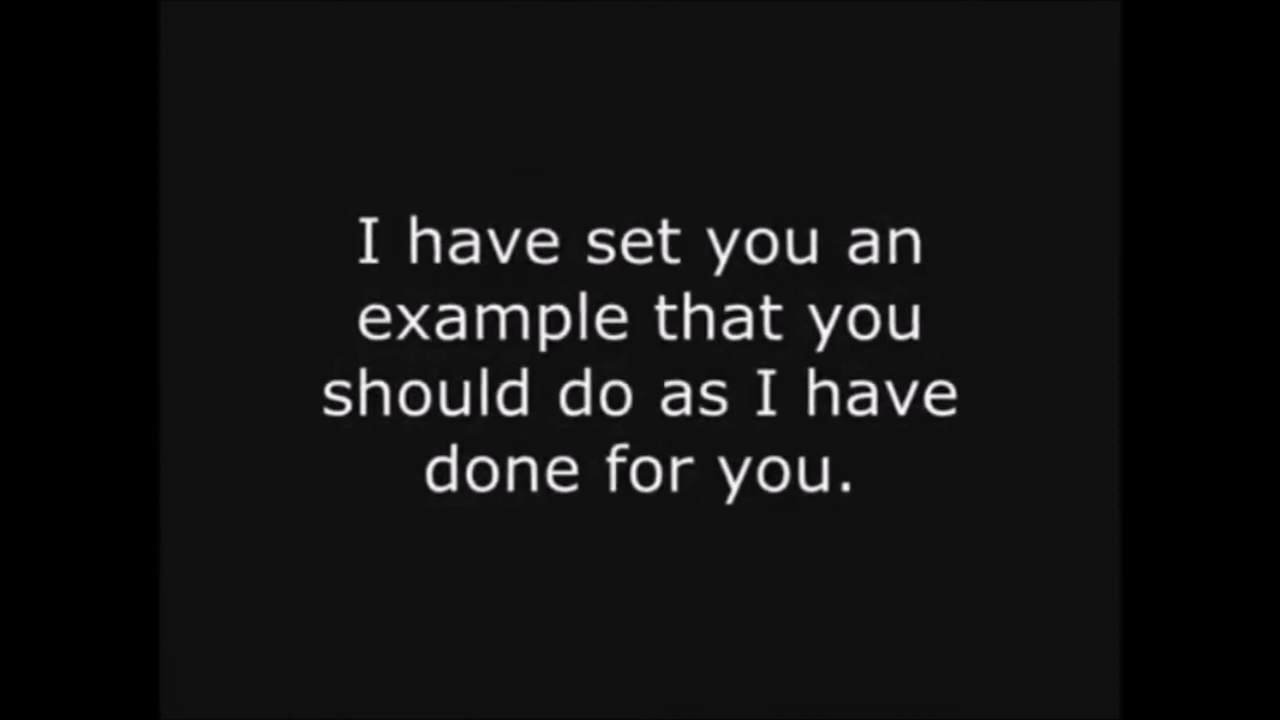 I have set you an
example that you
should do as I have
done for you.